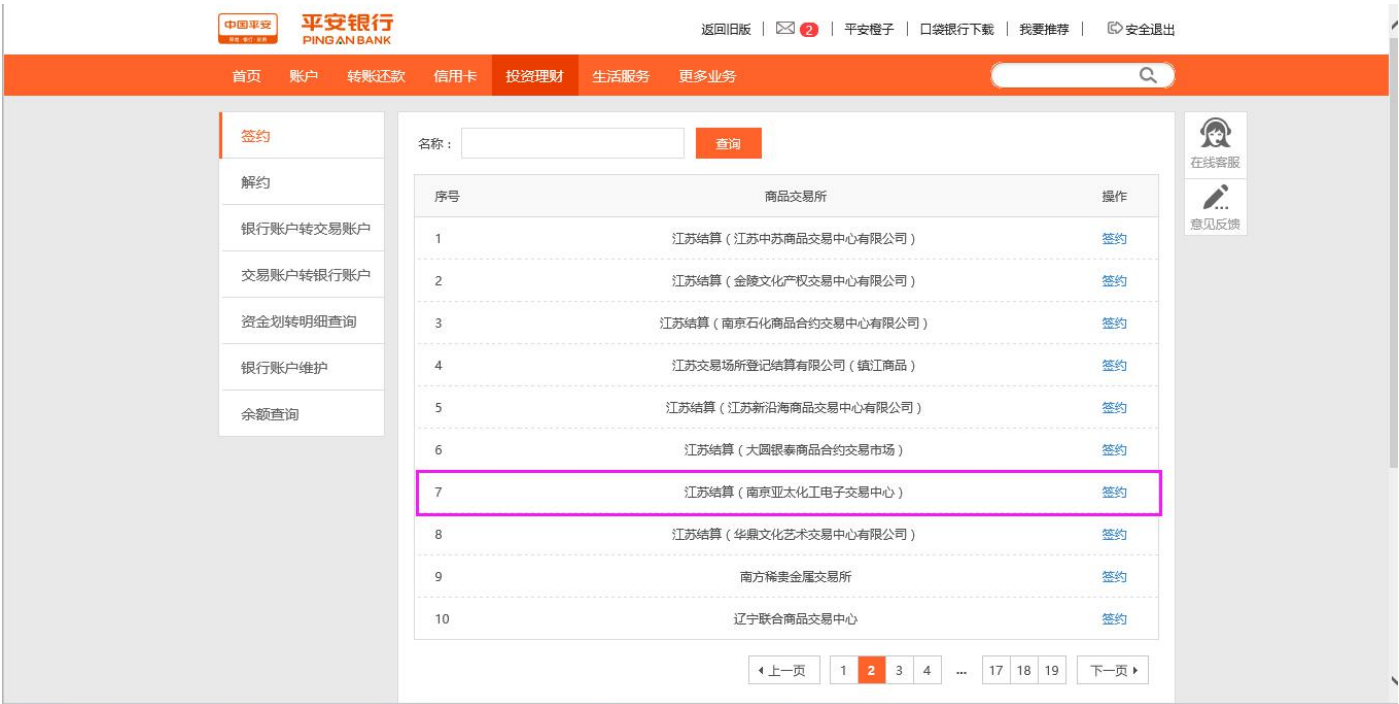 中国平安
保险·银行·投资
平安银行
PING AN BANK
返回旧版 | 2 | 平安橙子 | 口袋银行下载 | 我要推荐 | 安全退出
首页 账户 转账还款 信用卡 投资理财 生活服务 更多业务
签约
解约
银行账户转交易账户
交易账户转银行账户
资金划转明细查询
银行账户维护
余额查询
名称： 查询
序号 商品交易所 操作
1 江苏结算（江苏中苏商品交易中心有限公司） 签约
2 江苏结算（金陵文化产权交易中心有限公司） 签约
3 江苏结算（南京石化商品合约交易中心有限公司） 签约
4 江苏交易场所登记结算有限公司（镇江商品） 签约
5 江苏结算（江苏新沿海商品交易中心有限公司） 签约
6 江苏结算（大圆银泰商品合约交易市场） 签约
7 江苏结算（南京亚太化工电子交易中心） 签约
8 江苏结算（华鼎文化艺术交易中心有限公司） 签约
9 南方稀贵金属交易所 签约
10 辽宁联合商品交易中心 签约
上一页 1 2 3 4 ... 17 18 19 下一页
在线客服
意见反馈